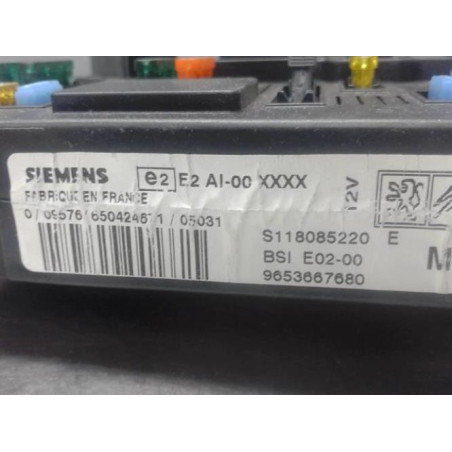 SIEMENS e2 E2 AI-00 XXXX
FABRIQUE EN FRANCE
12V
S118085220 E
BSI E02-00
9653667680
M